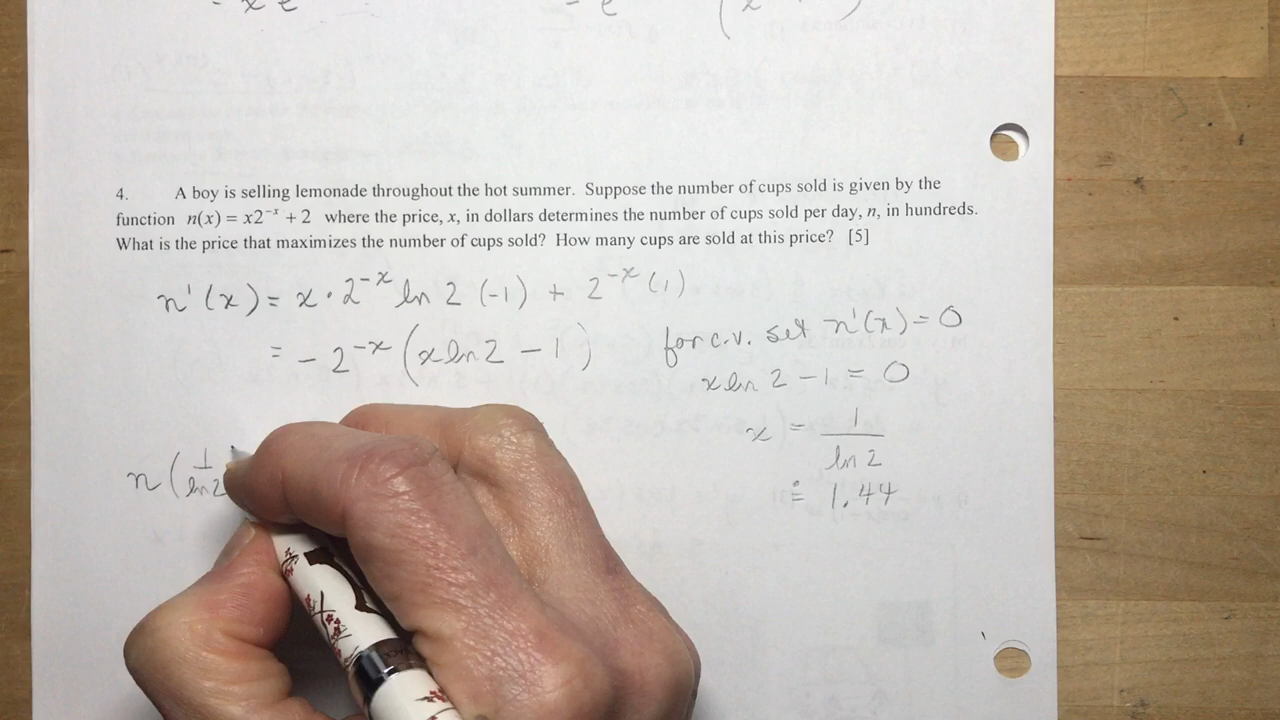 x e e (x
4. A boy is selling lemonade throughout the hot summer. Suppose the number of cups sold is given by the
function n(x) = x2⁻ˣ + 2 where the price, x, in dollars determines the number of cups sold per day, n, in hundreds.
What is the price that maximizes the number of cups sold? How many cups are sold at this price? [5]
n'(x) = x · 2⁻ˣ ln 2 (-1) + 2⁻ˣ (1)
= - 2⁻ˣ (x ln 2 - 1)
for c.v. set n'(x) = 0
x ln 2 - 1 = 0
x = 1/ln 2
≐ 1.44
n(1/ln 2